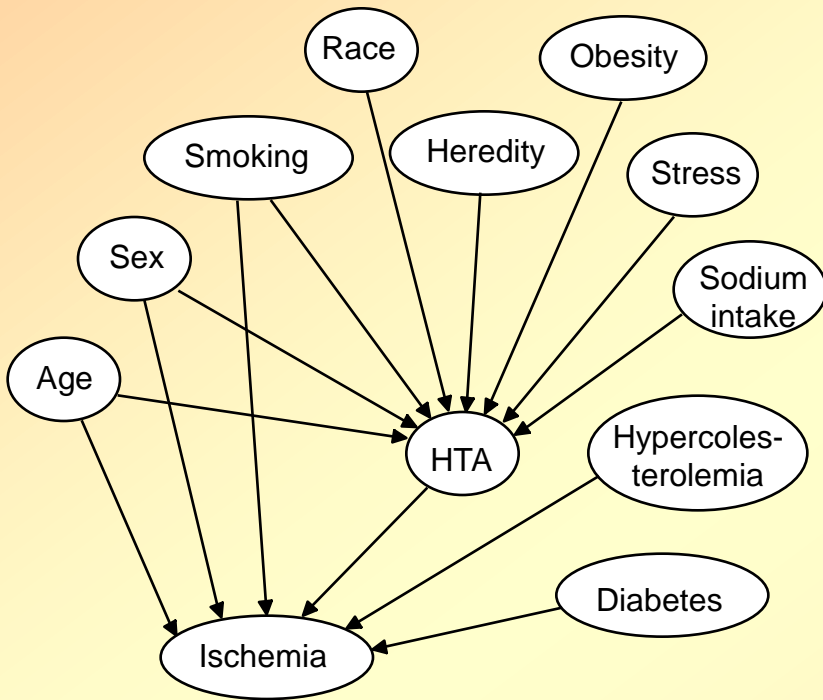 Race
Obesity
Smoking
Heredity
Stress
Sex
Sodium
intake
Age
HTA
Hypercoles-
terolemia
Diabetes
Ischemia